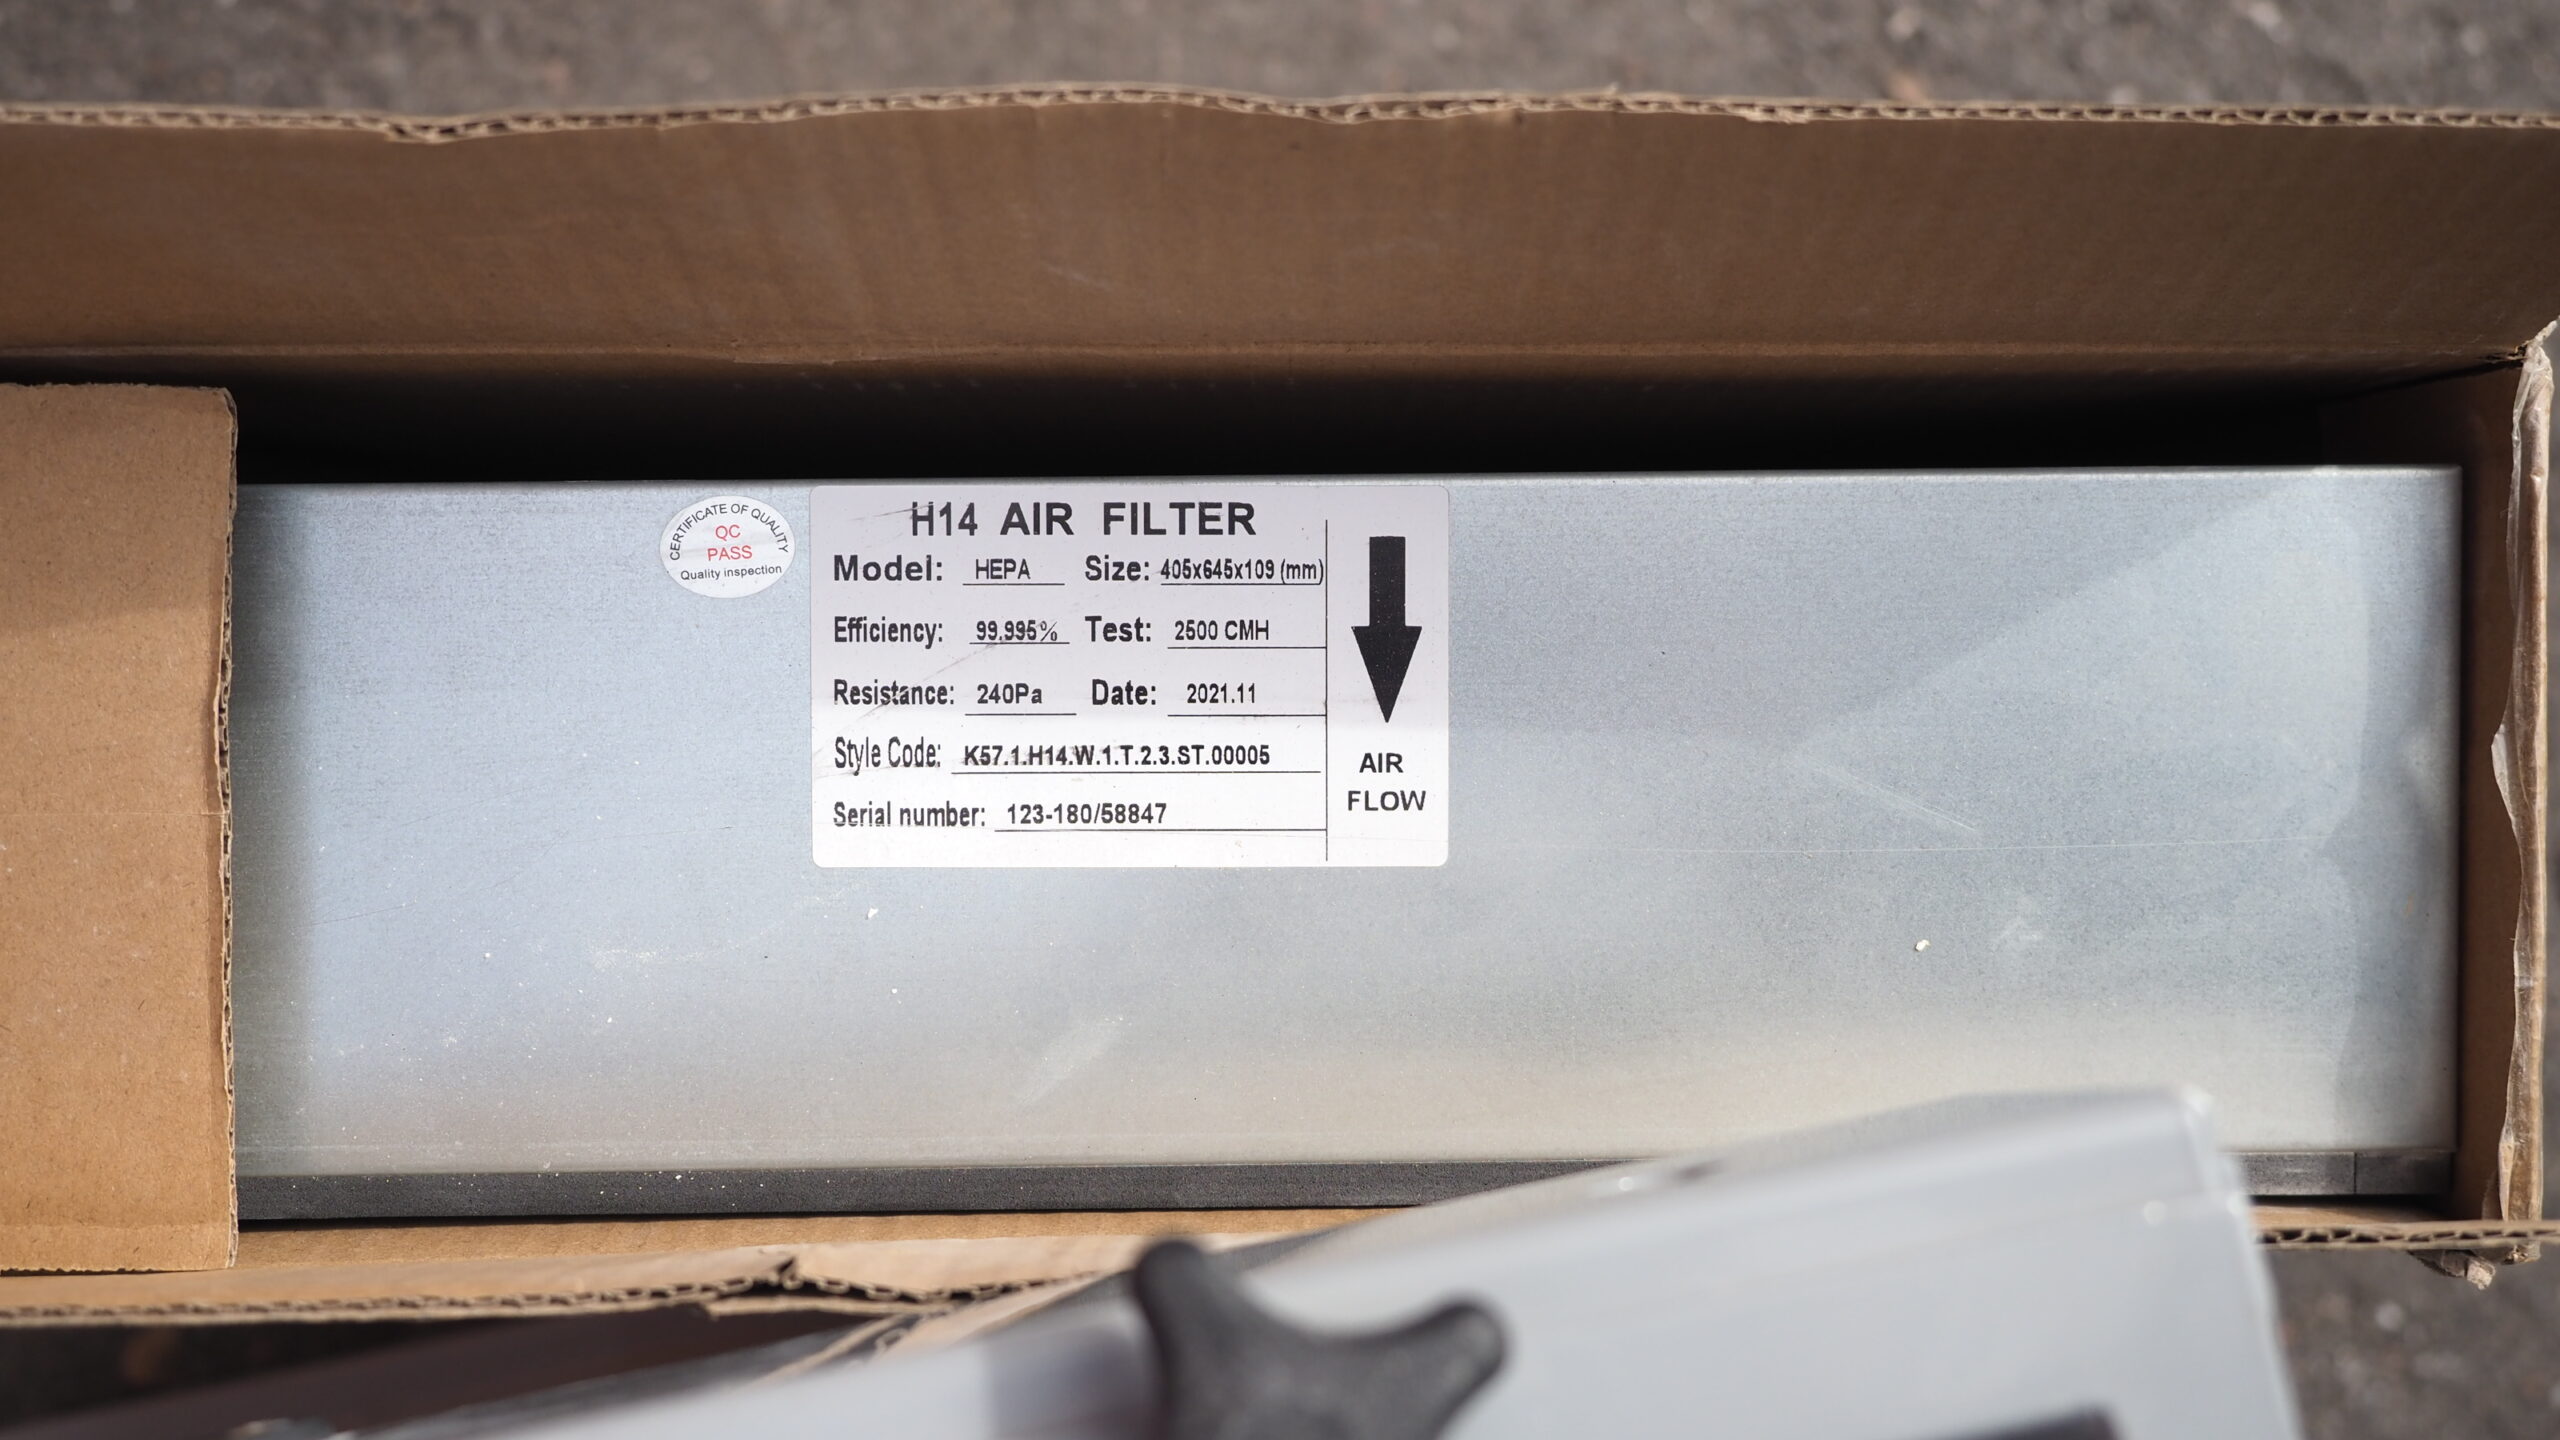 CERTIFICATE OF QUALITY
QC
PASS
Quality inspection
H14 AIR FILTER
Model: HEPA Size: 405x645x109 (mm)
Efficiency: 99.995% Test: 2500 CMH
Resistance: 240Pa Date: 2021.11
Style Code: K57.1.H14.W.1.T.2.3.ST.00005
Serial number: 123-180/58847
AIR
FLOW